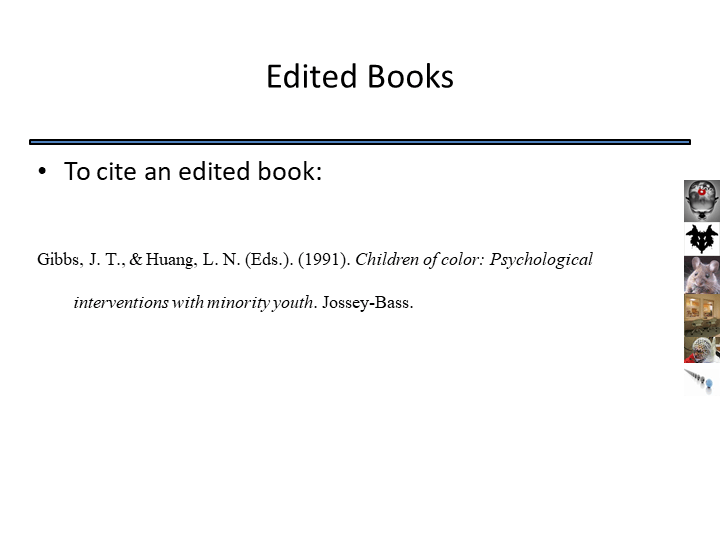 Edited Books
• To cite an edited book:
Gibbs, J. T., & Huang, L. N. (Eds.). (1991). Children of color: Psychological
interventions with minority youth. Jossey-Bass.